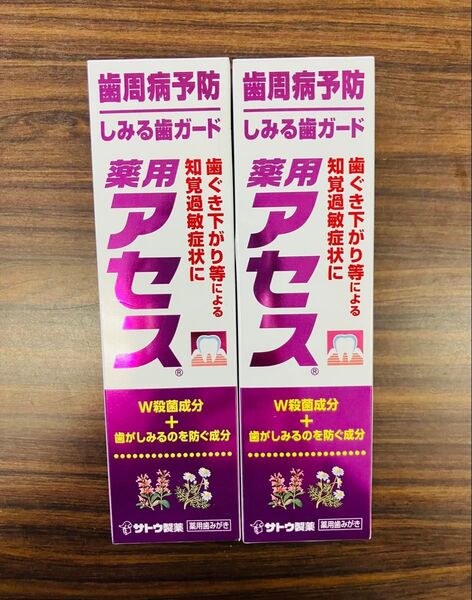 歯周病予防
しみる歯ガード
歯ぐき下がり等による
知覚過敏症状に
薬用
アセス®
W殺菌成分
+
歯がしみるのを防ぐ成分
サトウ製薬
薬用歯みがき
歯周病予防
しみる歯ガード
歯ぐき下がり等による
知覚過敏症状に
薬用
アセス®
W殺菌成分
+
歯がしみるのを防ぐ成分
サトウ製薬
薬用歯みがき